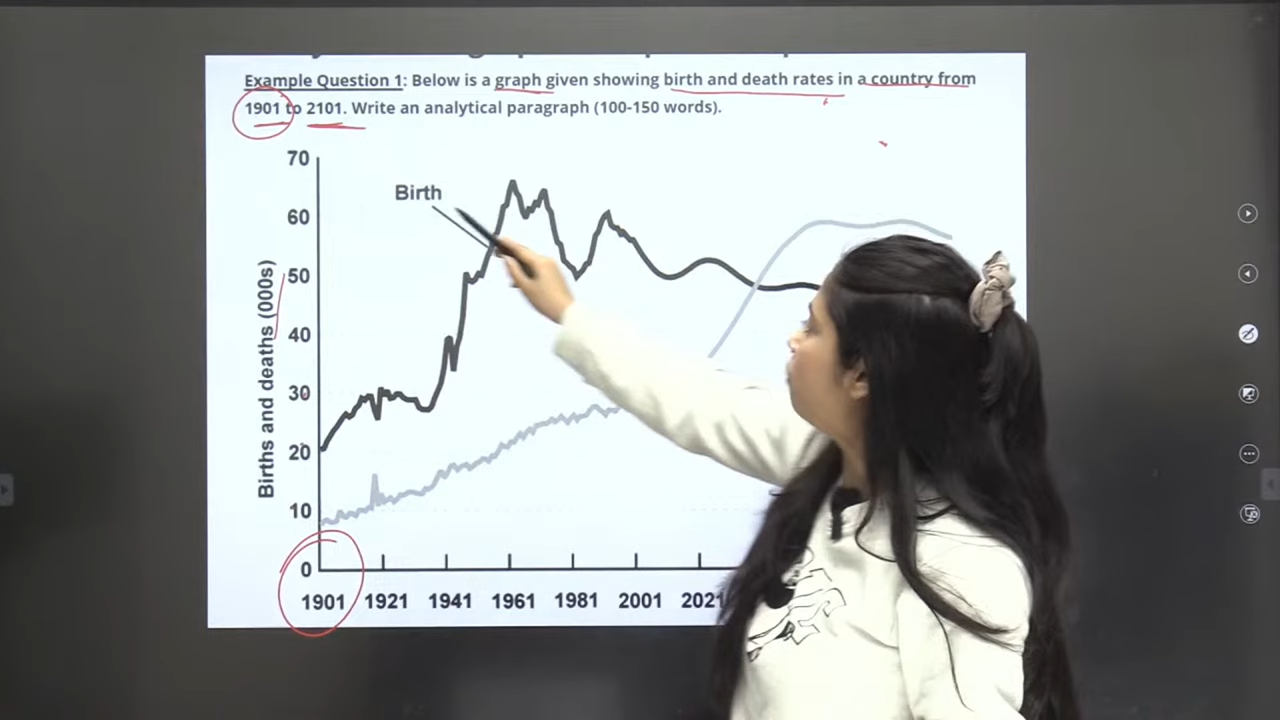 Example Question 1: Below is a graph given showing birth and death rates in a country from
1901 to 2101. Write an analytical paragraph (100-150 words).
70
Birth
60
50
40
30
20
10
0
Births and deaths (000s)
1901 1921 1941 1961 1981 2001 2021